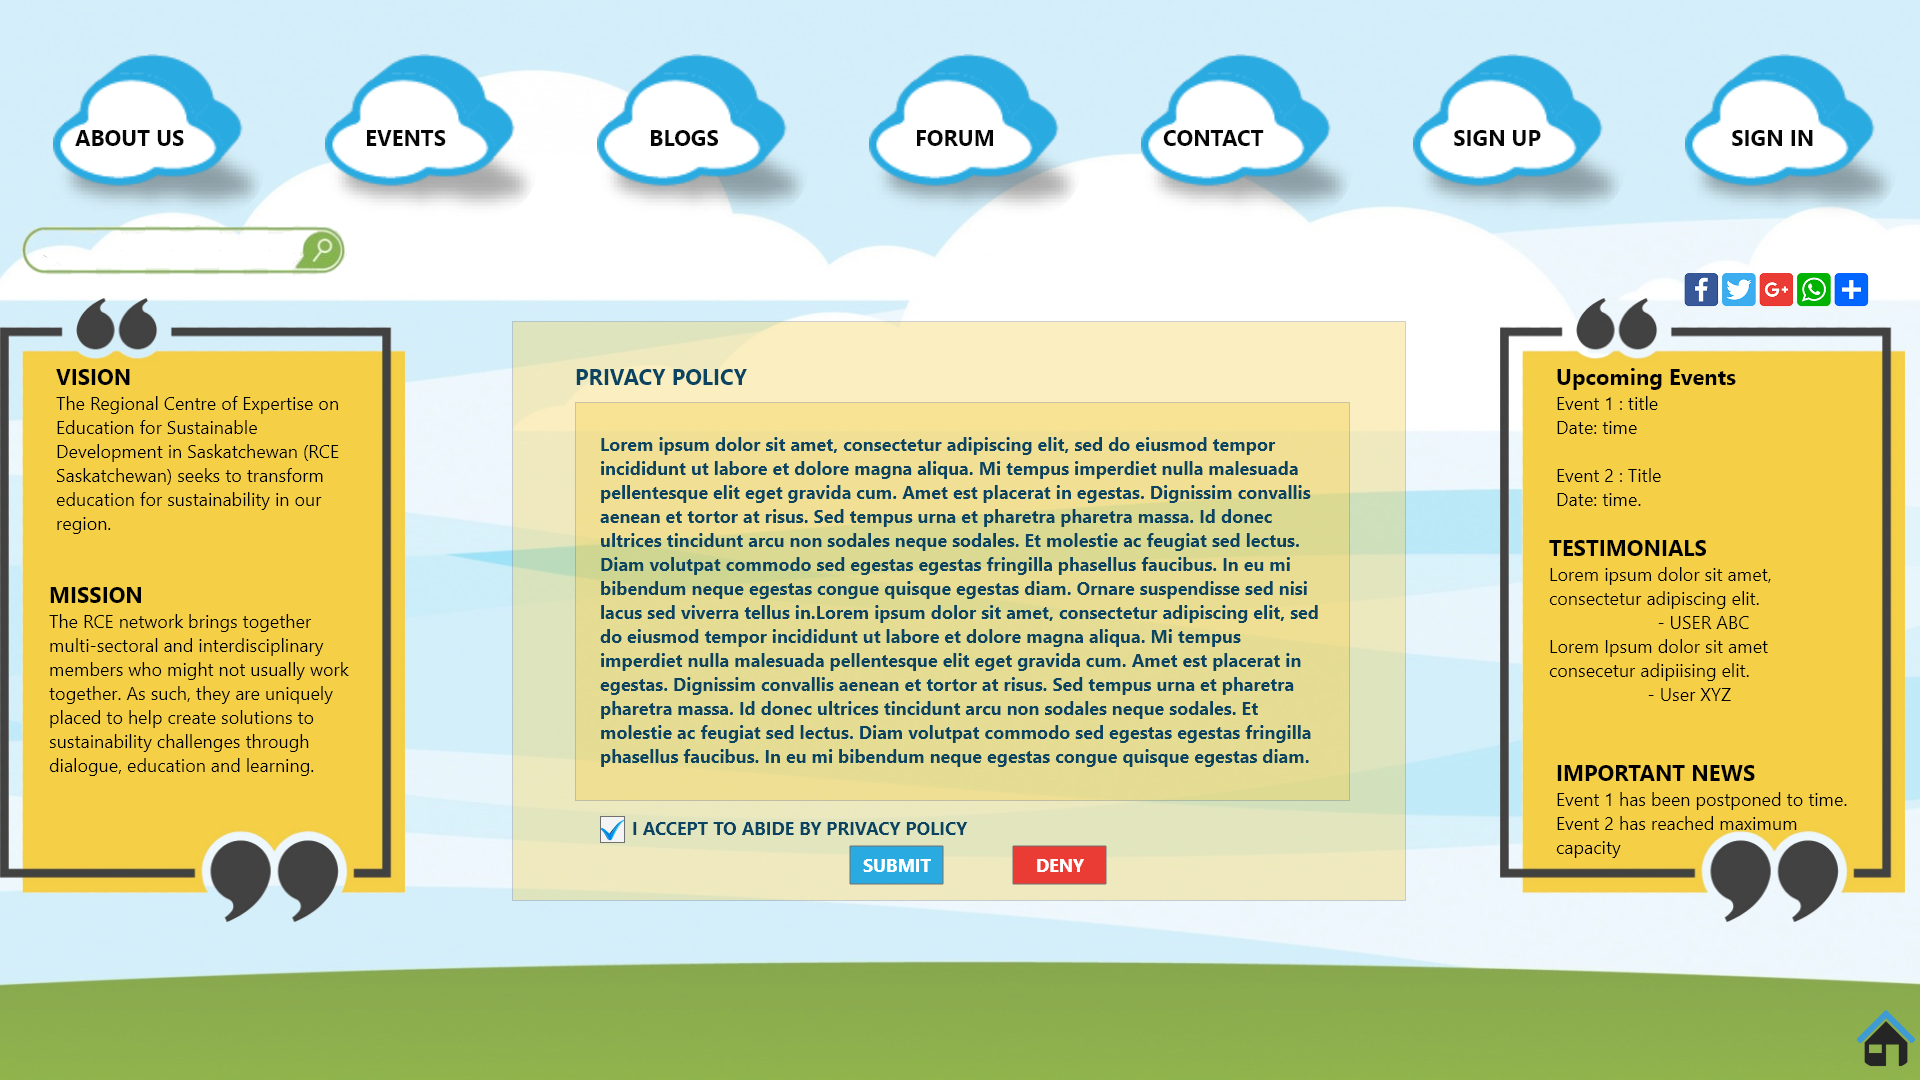 ABOUT US
EVENTS
BLOGS
FORUM
CONTACT
SIGN UP
SIGN IN
VISION
The Regional Centre of Expertise on
Education for Sustainable
Development in Saskatchewan (RCE
Saskatchewan) seeks to transform
education for sustainability in our
region.
MISSION
The RCE network brings together
multi-sectoral and interdisciplinary
members who might not usually work
together. As such, they are uniquely
placed to help create solutions to
sustainability challenges through
dialogue, education and learning.
PRIVACY POLICY
Lorem ipsum dolor sit amet, consectetur adipiscing elit, sed do eiusmod tempor
incididunt ut labore et dolore magna aliqua. Mi tempus imperdiet nulla malesuada
pellentesque elit eget gravida cum. Amet est placerat in egestas. Dignissim convallis
aenean et tortor at risus. Sed tempus urna et pharetra pharetra massa. Id donec
ultrices tincidunt arcu non sodales neque sodales. Et molestie ac feugiat sed lectus.
Diam volutpat commodo sed egestas egestas fringilla phasellus faucibus. In eu mi
bibendum neque egestas congue quisque egestas diam. Ornare suspendisse sed nisi
lacus sed viverra tellus in.Lorem ipsum dolor sit amet, consectetur adipiscing elit, sed
do eiusmod tempor incididunt ut labore et dolore magna aliqua. Mi tempus
imperdiet nulla malesuada pellentesque elit eget gravida cum. Amet est placerat in
egestas. Dignissim convallis aenean et tortor at risus. Sed tempus urna et pharetra
pharetra massa. Id donec ultrices tincidunt arcu non sodales neque sodales. Et
molestie ac feugiat sed lectus. Diam volutpat commodo sed egestas egestas fringilla
phasellus faucibus. In eu mi bibendum neque egestas congue quisque egestas diam.
I ACCEPT TO ABIDE BY PRIVACY POLICY
SUBMIT
DENY
Upcoming Events
Event 1 : title
Date: time
Event 2 : Title
Date: time.
TESTIMONIALS
Lorem ipsum dolor sit amet,
consectetur adipiscing elit.
- USER ABC
Lorem Ipsum dolor sit amet
consecetur adipiising elit.
- User XYZ
IMPORTANT NEWS
Event 1 has been postponed to time.
Event 2 has reached maximum
capacity